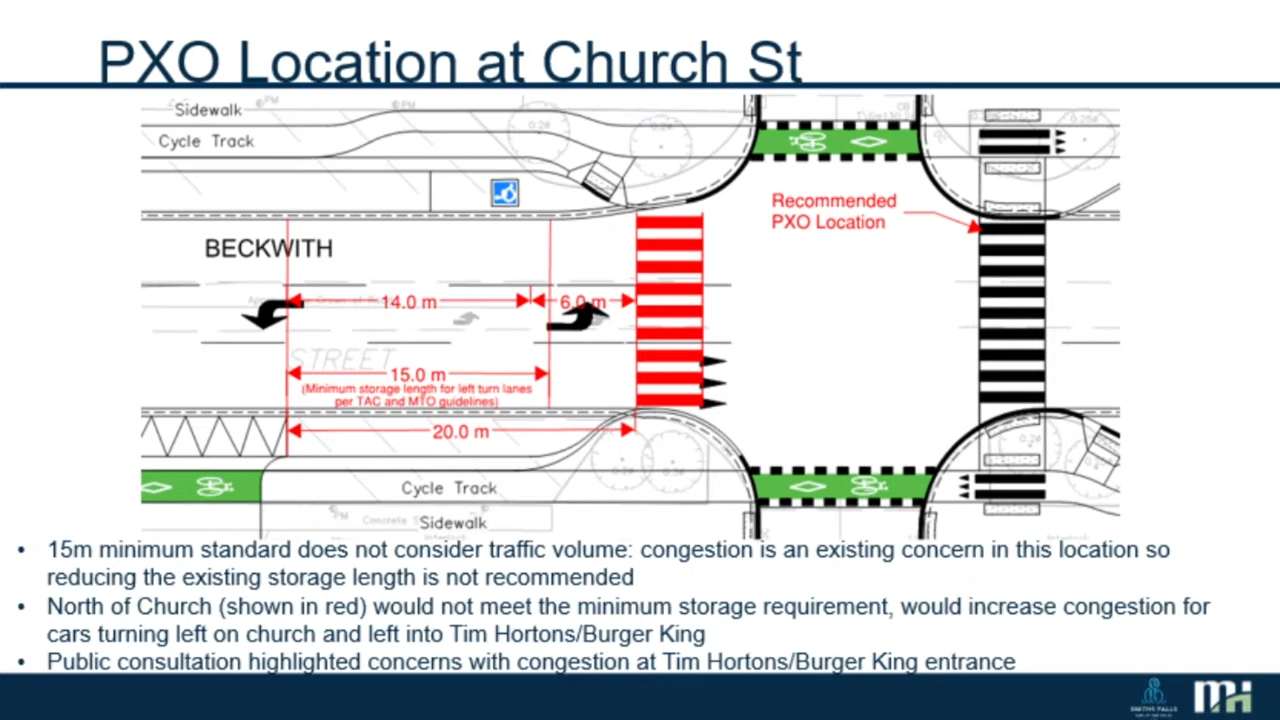 PXO Location at Church St
Sidewalk
Cycle Track
Recommended
PXO Location
BECKWITH
14.0 m
6.0 m
STREET
15.0 m
(Minimum storage length for left turn lanes
per TAC and MTO guidelines)
20.0 m
Cycle Track
Sidewalk
• 15m minimum standard does not consider traffic volume: congestion is an existing concern in this location so
reducing the existing storage length is not recommended
• North of Church (shown in red) would not meet the minimum storage requirement, would increase congestion for
cars turning left on church and left into Tim Hortons/Burger King
• Public consultation highlighted concerns with congestion at Tim Hortons/Burger King entrance
SMITHS FALLS
mh